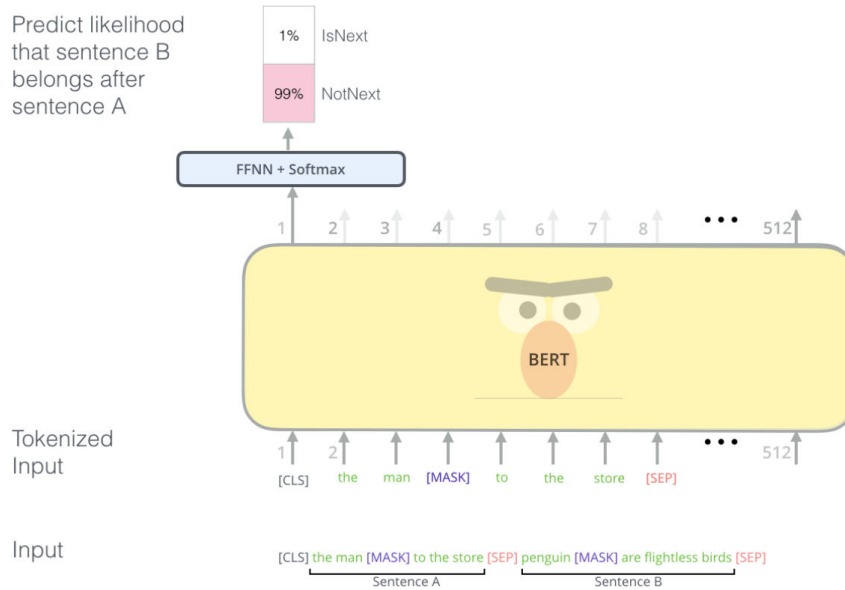 Predict likelihood
that sentence B
belongs after
sentence A
1% IsNext
99% NotNext
FFNN + Softmax
1 2 3 4 5 6 7 8 ••• 512
BERT
Tokenized
Input
1 2 ••• 512
[CLS] the man [MASK] to the store [SEP]
Input
[CLS] the man [MASK] to the store [SEP] penguin [MASK] are flightless birds [SEP]
Sentence A Sentence B